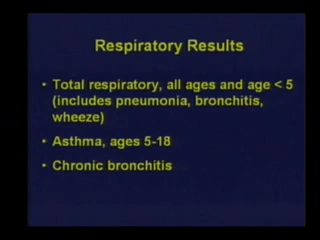 Respiratory Results
• Total respiratory, all ages and age < 5
(includes pneumonia, bronchitis,
wheeze)
• Asthma, ages 5-18
• Chronic bronchitis